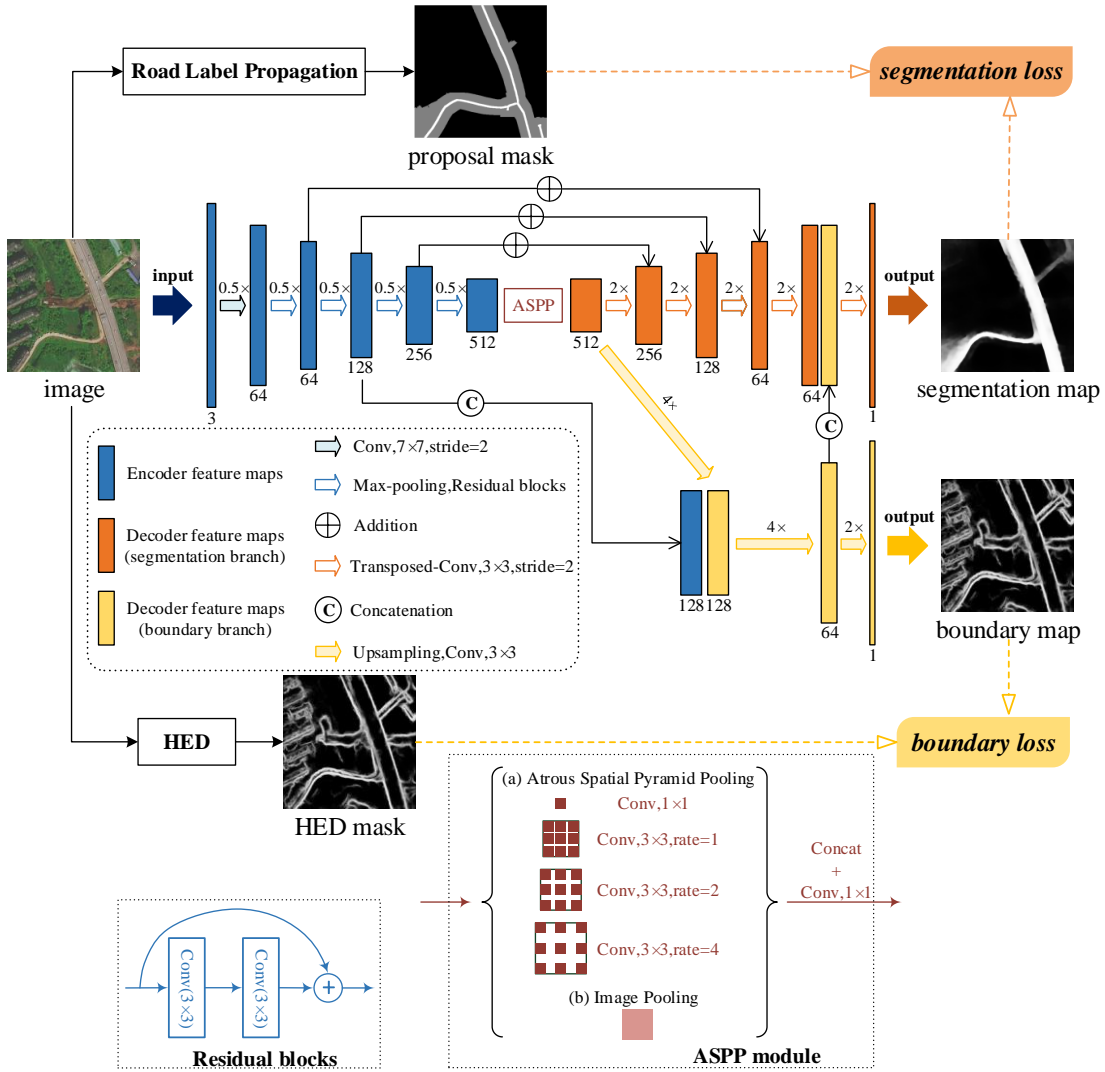 Road Label Propagation
segmentation loss
proposal mask
input
0.5×
0.5×
0.5×
0.5×
0.5×
ASPP
2×
2×
2×
2×
2×
output
image
3
64
64
128
256
512
512
256
128
64
64
1
segmentation map
C
4×
C
Conv,7×7,stride=2
Encoder feature maps
Max-pooling,Residual blocks
Addition
Decoder feature maps
(segmentation branch)
Transposed-Conv,3×3,stride=2
C
Concatenation
Decoder feature maps
(boundary branch)
Upsampling,Conv,3×3
128
128
4×
64
2×
1
output
boundary map
HED
HED mask
boundary loss
(a) Atrous Spatial Pyramid Pooling
Conv,1×1
Conv,3×3,rate=1
Conv,3×3,rate=2
Conv,3×3,rate=4
(b) Image Pooling
Concat
+
Conv,1×1
ASPP module
Conv(3×3)
Conv(3×3)
+
Residual blocks